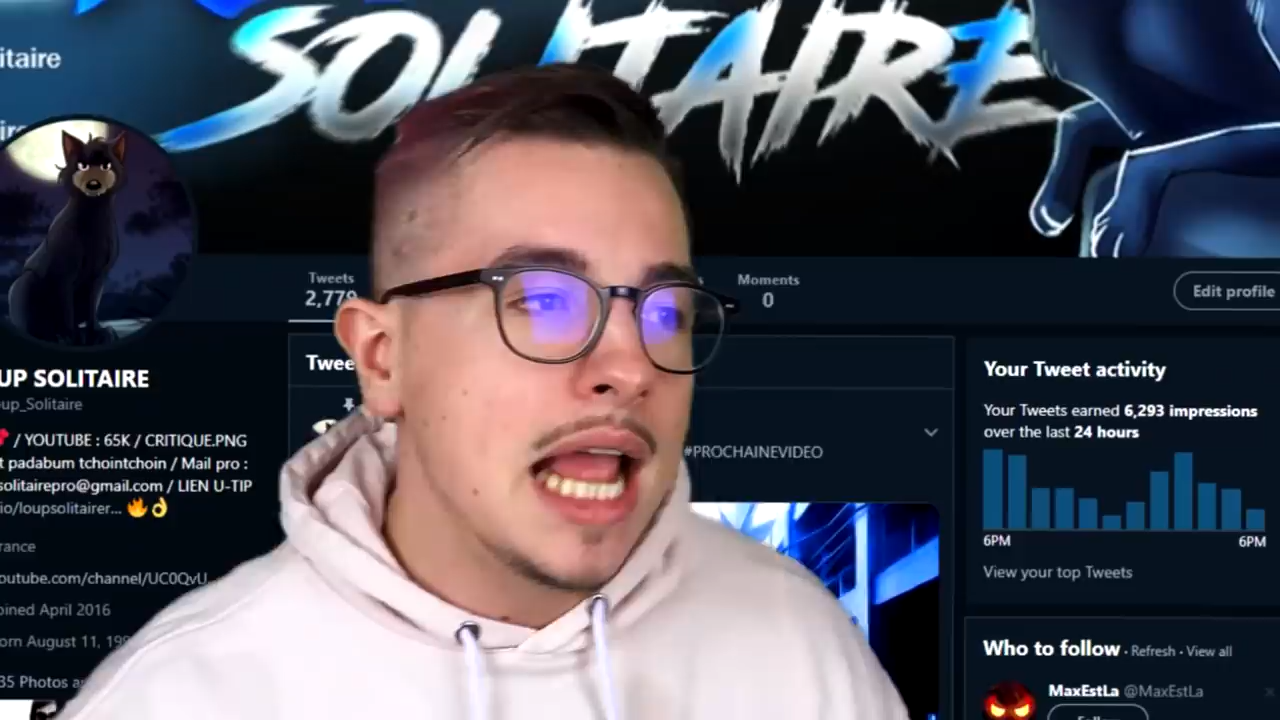 itaire
SOLITAIRE
Tweets
2,779
Moments
0
Edit profile
UP SOLITAIRE
oup_Solitaire
/ YOUTUBE : 65K / CRITIQUE.PNG
t padabum tchointchoin / Mail pro :
solitairepro@gmail.com / LIEN U-TIP
io/loupsolitairer... 🔥👌
rance
outube.com/channel/UC0QvU
oined April 2016
orn August 11, 199
35 Photos a
Twee
#PROCHAINEVIDEO
Your Tweet activity
Your Tweets earned 6,293 impressions
over the last 24 hours
6PM 6PM
View your top Tweets
Who to follow · Refresh · View all
MaxEstLa @MaxEstLa